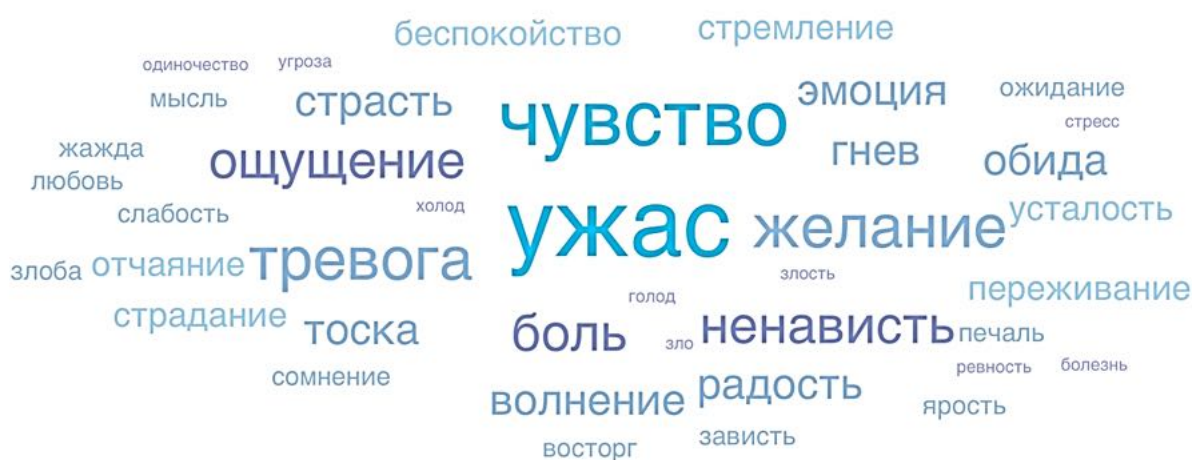 беспокойство стремление
одиночество угроза
мысль страсть чувство эмоция ожидание
стресс
жажда ощущение гнев обида
любовь
слабость холод ужас желание усталость
злоба отчаяние тревога злость
голод переживание
страдание тоска боль зло ненависть печаль
сомнение ревность болезнь
волнение радость ярость
восторг зависть